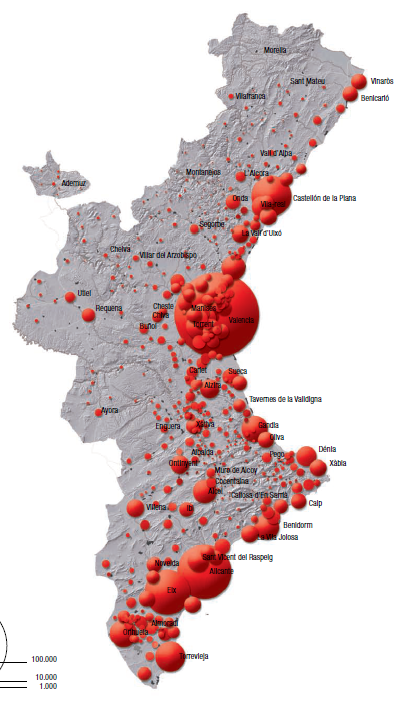 Morella
Sant Mateu
Vinaròs
Vilafranca
Benicarló
Vall d'Alba
Montanejos
L'Alcora
Ademuz
Onda
Castellón de la Plana
Vila-real
Segorbe
La Vall d'Uixó
Chelva
Villar del Arzobispo
Utiel
Requena
Cheste
Manises
Chiva
Torrent
Valencia
Buñol
Carlet
Sueca
Alzira
Tavernes de la Valldigna
Ayora
Enguera
Xàtiva
Gandia
Oliva
Albaida
Pego
Dénia
Ontinyent
Xàbia
Muro de Alcoy
Cocentaina
Alcoi
Callosa d'En Sarrià
Villena
Ibi
Calp
Benidorm
La Vila Joiosa
Sant Vicent del Raspeig
Novelda
Alicante
Elx
Almoradí
Orihuela
Torrevieja
100.000
10.000
1.000